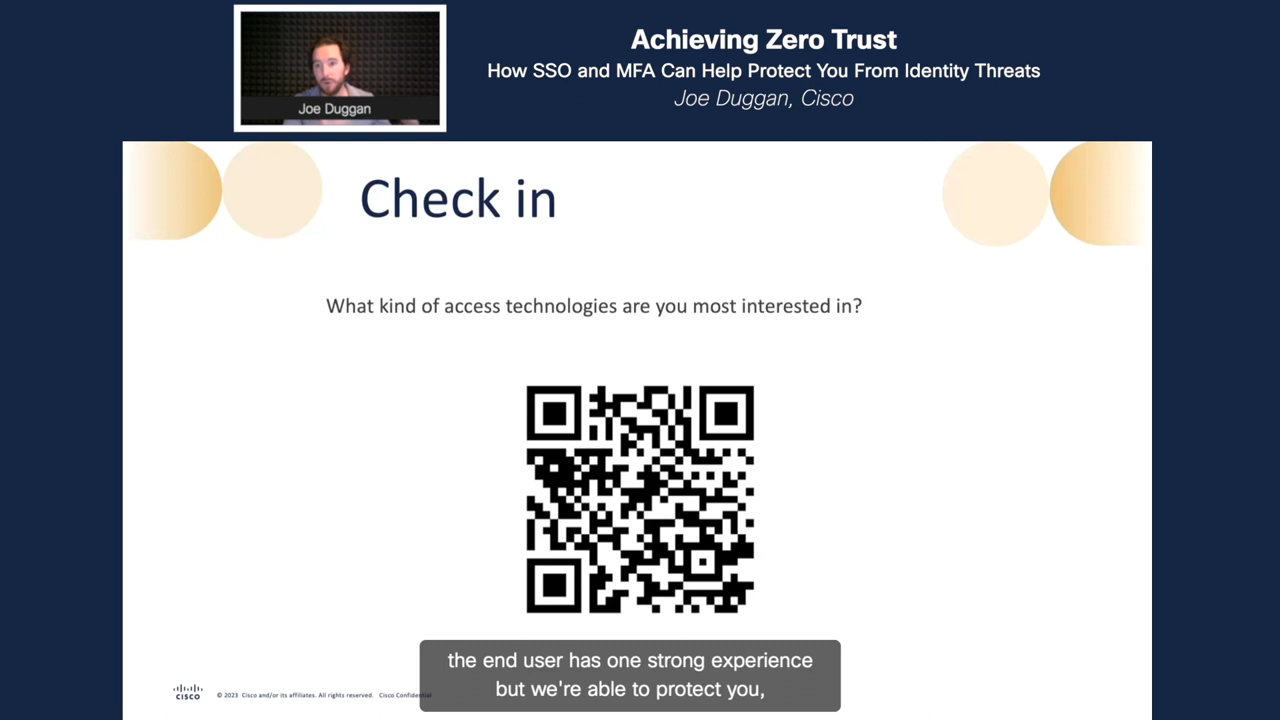 Joe Duggan
Achieving Zero Trust
How SSO and MFA Can Help Protect You From Identity Threats
Joe Duggan, Cisco
Check in
What kind of access technologies are you most interested in?
the end user has one strong experience
but we're able to protect you,
CISCO
© 2023 Cisco and/or its affiliates. All rights reserved. Cisco Confidential